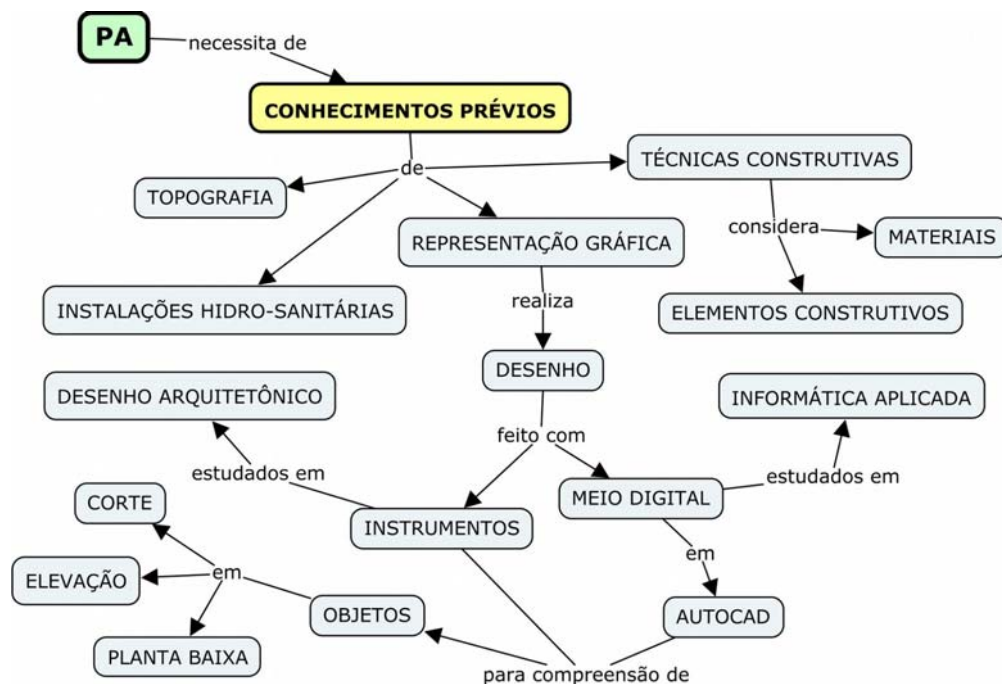 PA
necessita de
CONHECIMENTOS PRÉVIOS
de
TÉCNICAS CONSTRUTIVAS
TOPOGRAFIA
considera
REPRESENTAÇÃO GRÁFICA
MATERIAIS
INSTALAÇÕES HIDRO-SANITÁRIAS
realiza
ELEMENTOS CONSTRUTIVOS
DESENHO
DESENHO ARQUITETÔNICO
INFORMÁTICA APLICADA
feito com
estudados em
estudados em
CORTE
MEIO DIGITAL
INSTRUMENTOS
em
ELEVAÇÃO
em
OBJETOS
AUTOCAD
PLANTA BAIXA
para compreensão de